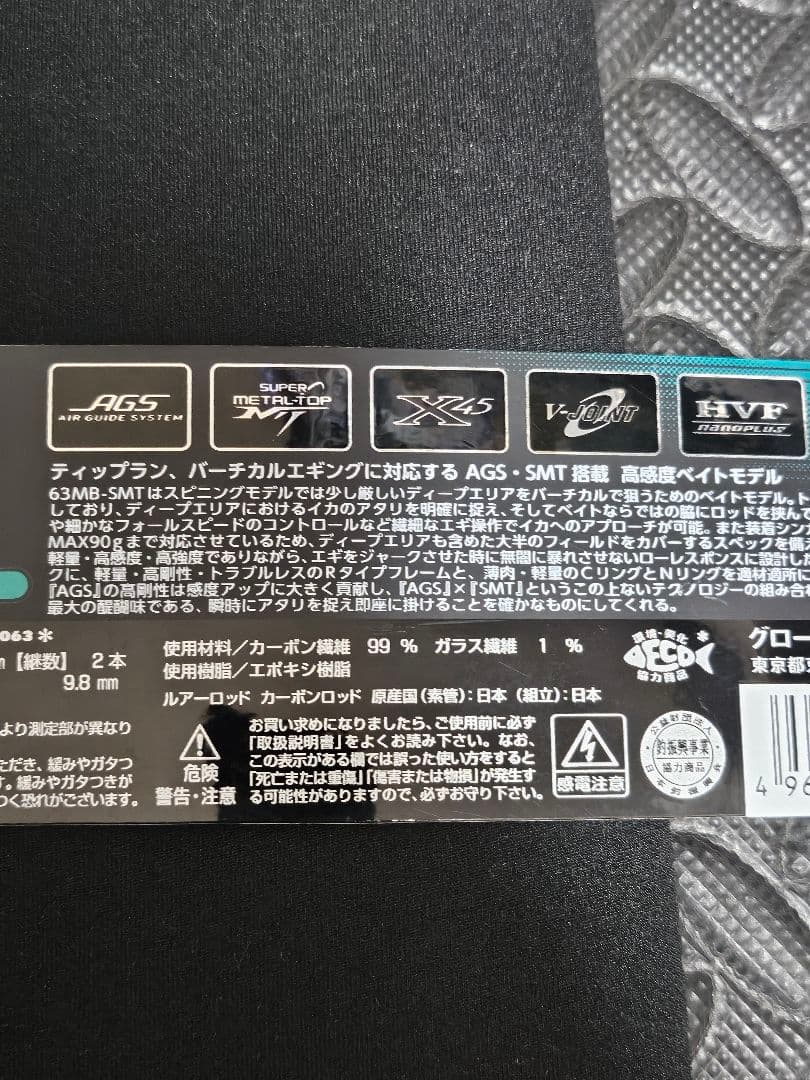 AGS
AIR GUIDE SYSTEM
SUPER
METAL-TOP
MT
X45
V-JOINT
HVF
nanoPLUS
ティップラン、バーチカルエギングに対応する AGS・SMT搭載 高感度ベイトモデル
63MB-SMTはスピニングモデルでは少し厳しいディープエリアをバーチカルで狙うためのベイトモデル。
しており、ディープエリアにおけるイカのアタリを明確に捉え、そしてベイトならではの脇にロッドを挟んで
や細かなフォールスピードのコントロールなど繊細なエギ操作でイカへのアプローチが可能。また装着シン
MAX90gまで対応させているため、ディープエリアも含めた大半のフィールドをカバーするスペックを備え
軽量・高感度・高強度でありながら、エギをジャークさせた時に無闇に暴れさせないローレスポンスに設計した
クに、軽量・高剛性・トラブルレスのRタイプフレームと、薄肉・軽量のCリングとNリングを適材適所に
『AGS』の高剛性は感度アップに大きく貢献し、『AGS』×『SMT』というこの上ないテクノロジーの組み合わ
最大の醍醐味である、瞬時にアタリを捉え即座に掛けることを確かなものにしてくれる。
063＊
【継数】 2本
9.8 mm
使用材料／カーボン繊維 99 % ガラス繊維 1 %
使用樹脂／エポキシ樹脂
ルアーロッド カーボンロッド 原産国(素管):日本 (組立):日本
環境・美化
ECO
協力商品
グロー
東京都
より測定部が異なり
ただき、緩みやガタつ
す。緩みやガタつきが
つく恐れがございます。
危険
警告・注意
お買い求めになりましたら、ご使用前に必ず
「取扱説明書」をよくお読み下さい。なお、
この表示がある欄では誤った使い方をすると
「死亡または重傷」「傷害または物損」が発生す
る可能性がありますので、必ずお守り下さい。
感電注意
公益財団法人
釣振興事業
協力商品
日本釣振興会
4 96